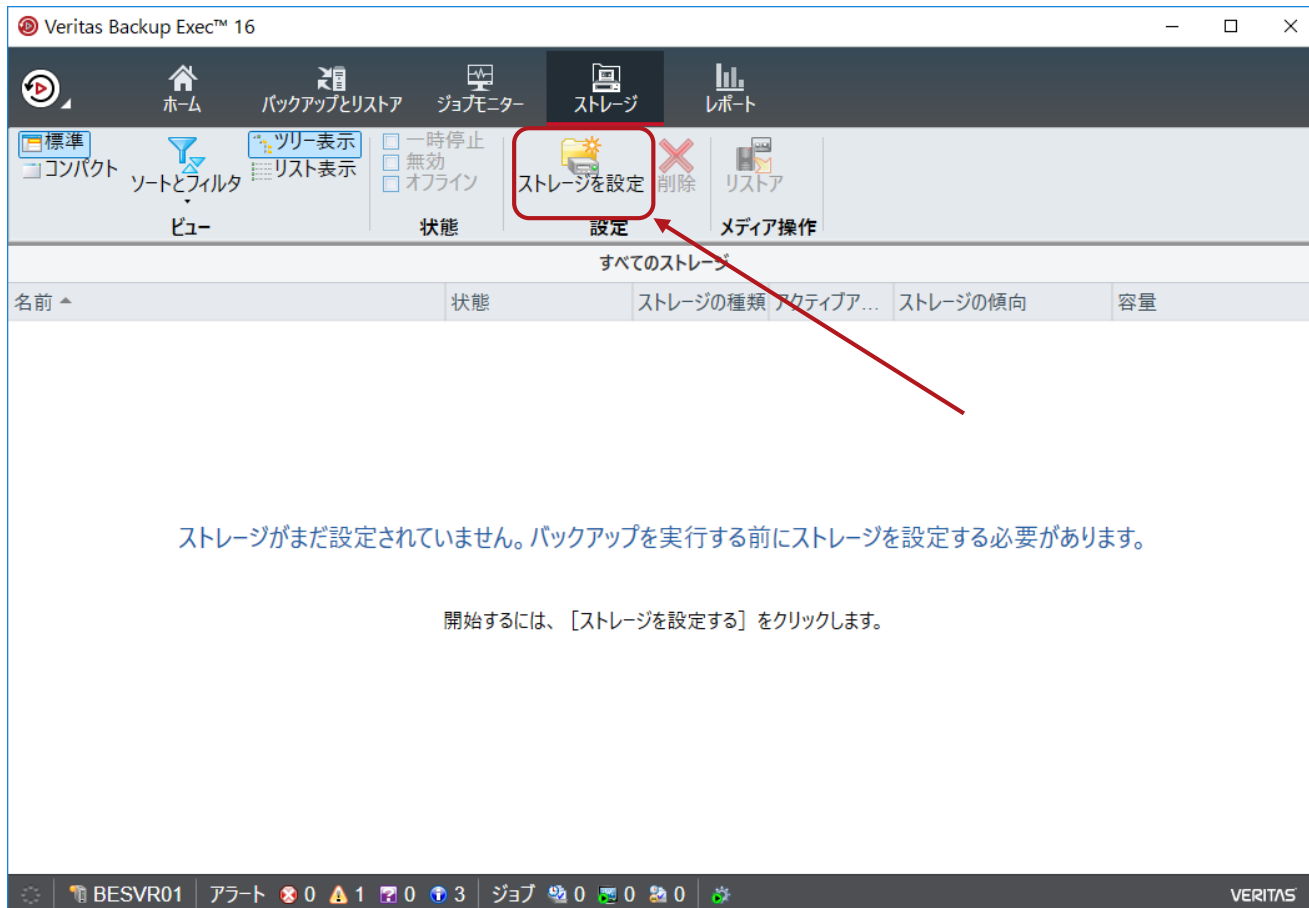 Veritas Backup Exec™ 16
ホーム
バックアップとリストア
ジョブモニター
ストレージ
レポート
標準
コンパクト
ソートとフィルタ
ツリー表示
リスト表示
ビュー
一時停止
無効
オフライン
状態
ストレージを設定
削除
設定
リストア
メディア操作
すべてのストレージ
名前 状態 ストレージの種類 アクティブア... ストレージの傾向 容量
ストレージがまだ設定されていません。バックアップを実行する前にストレージを設定する必要があります。
開始するには、［ストレージを設定する］をクリックします。
BESVR01 アラート 0 1 0 3 ジョブ 0 0 0 VERITAS